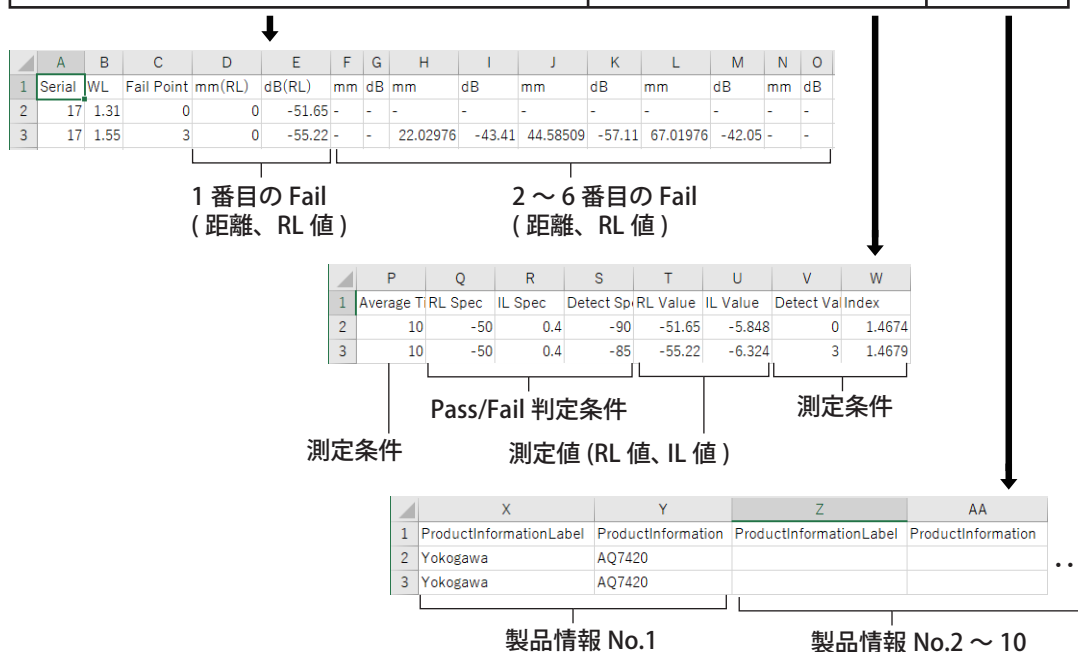 A B C D E F G H I J K L M N O
1 Serial WL Fail Point mm(RL) dB(RL) mm dB mm dB mm dB mm dB mm dB
2 17 1.31 0 0 -51.65 - - - - - - - - - -
3 17 1.55 3 0 -55.22 - - 22.02976 -43.41 44.58509 -57.11 67.01976 -42.05 - -
1 番目の Fail
( 距離、RL 値 )
2 ～ 6 番目の Fail
( 距離、RL 値 )
P Q R S T U V W
1 Average Ti RL Spec IL Spec Detect Spe RL Value IL Value Detect Val Index
2 10 -50 0.4 -90 -51.65 -5.848 0 1.4674
3 10 -50 0.4 -85 -55.22 -6.324 3 1.4679
Pass/Fail 判定条件
測定条件
測定条件
測定値 (RL 値、IL 値 )
X Y Z AA
1 ProductInformationLabel ProductInformation ProductInformationLabel ProductInformation
2 Yokogawa AQ7420
3 Yokogawa AQ7420
. .
製品情報 No.1
製品情報 No.2 ～ 10